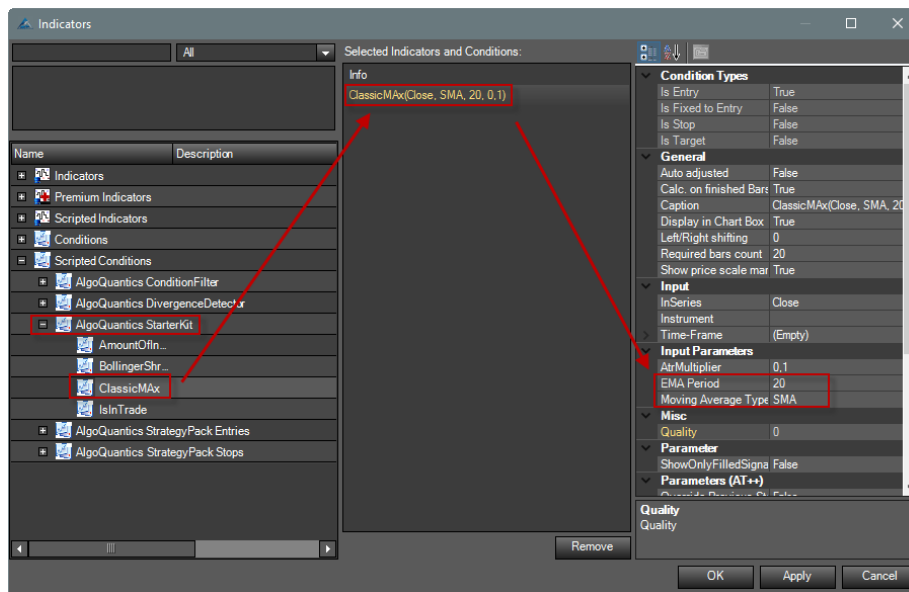 Indicators
All
Name Description
Indicators
Premium Indicators
Scripted Indicators
Conditions
Scripted Conditions
AlgoQuantics ConditionFilter
AlgoQuantics DivergenceDetector
AlgoQuantics StarterKit
AmountOfIn...
BollingerShr...
ClassicMAx
IsInTrade
AlgoQuantics StrategyPack Entries
AlgoQuantics StrategyPack Stops
Selected Indicators and Conditions:
Info
ClassicMAx(Close, SMA, 20, 0,1)
Remove
Condition Types
Is Entry True
Is Fixed to Entry False
Is Stop False
Is Target False
General
Auto adjusted False
Calc. on finished Bars True
Caption ClassicMAx(Close, SMA, 20
Display in Chart Box True
Left/Right shifting 0
Required bars count 20
Show price scale mar True
Input
InSeries Close
Instrument
Time-Frame (Empty)
Input Parameters
AtrMultiplier 0,1
EMA Period 20
Moving Average Type SMA
Misc
Quality 0
Parameter
ShowOnlyFilledSigna False
Parameters (AT++)
Quality
Quality
OK Apply Cancel